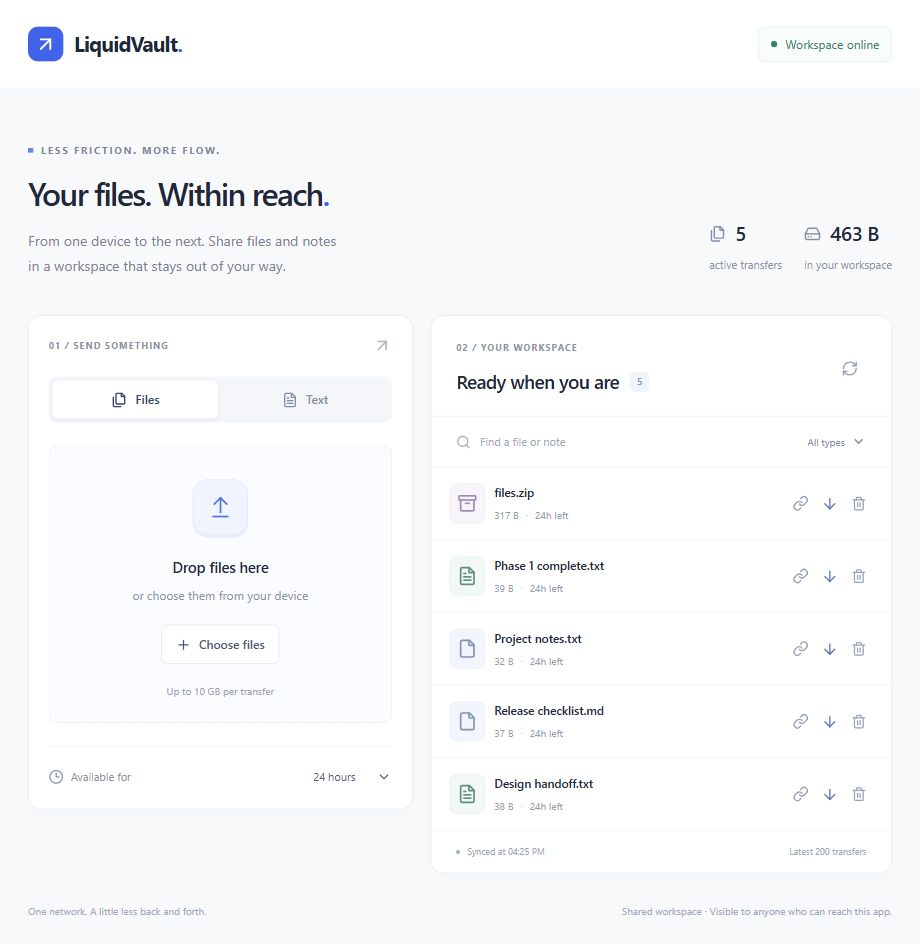 LiquidVault.
Workspace online
LESS FRICTION. MORE FLOW.
Your files. Within reach.
From one device to the next. Share files and notes
in a workspace that stays out of your way.
5
active transfers
463 B
in your workspace
01 / SEND SOMETHING
Files
Text
Drop files here
or choose them from your device
Choose files
Up to 10 GB per transfer
Available for
24 hours
02 / YOUR WORKSPACE
Ready when you are 5
Find a file or note
All types
files.zip
317 B · 24h left
Phase 1 complete.txt
39 B · 24h left
Project notes.txt
32 B · 24h left
Release checklist.md
37 B · 24h left
Design handoff.txt
38 B · 24h left
Synced at 04:25 PM
Latest 200 transfers
One network. A little less back and forth.
Shared workspace · Visible to anyone who can reach this app.